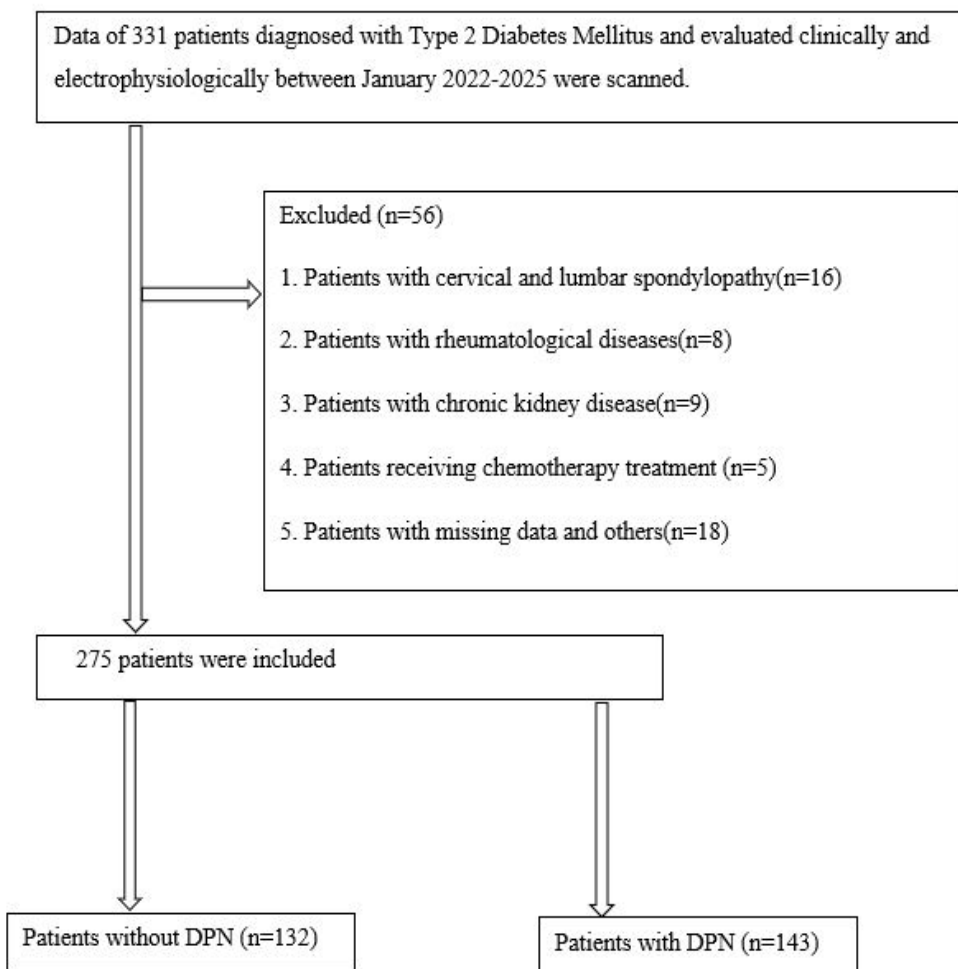 Data of 331 patients diagnosed with Type 2 Diabetes Mellitus and evaluated clinically and
electrophysiologically between January 2022-2025 were scanned.
Excluded (n=56)
1. Patients with cervical and lumbar spondylopathy(n=16)
2. Patients with rheumatological diseases(n=8)
3. Patients with chronic kidney disease(n=9)
4. Patients receiving chemotherapy treatment (n=5)
5. Patients with missing data and others(n=18)
275 patients were included
Patients without DPN (n=132)
Patients with DPN (n=143)